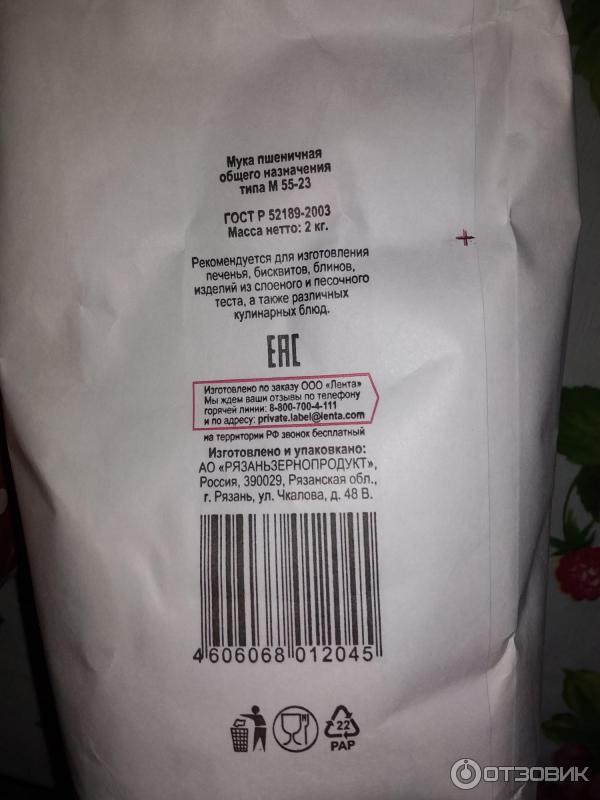 Мука пшеничная
общего назначения
типа М 55-23
ГОСТ Р 52189-2003
Масса нетто: 2 кг.
Рекомендуется для изготовления
печенья, бисквитов, блинов,
изделий из слоеного и песочного
теста, а также различных
кулинарных блюд.
EAC
Изготовлено по заказу ООО «Лента»
Мы ждем ваши отзывы по телефону
горячей линии: 8-800-700-4-111
и по адресу: private.label@lenta.com
на территории РФ звонок бесплатный
Изготовлено и упаковкано:
АО «РЯЗАНЬЗЕРНОПРОДУКТ»,
Россия, 390029, Рязанская обл.,
г. Рязань, ул. Чкалова, д. 48 В.
4 606068 012045
22
PAP
ОТЗОВИК